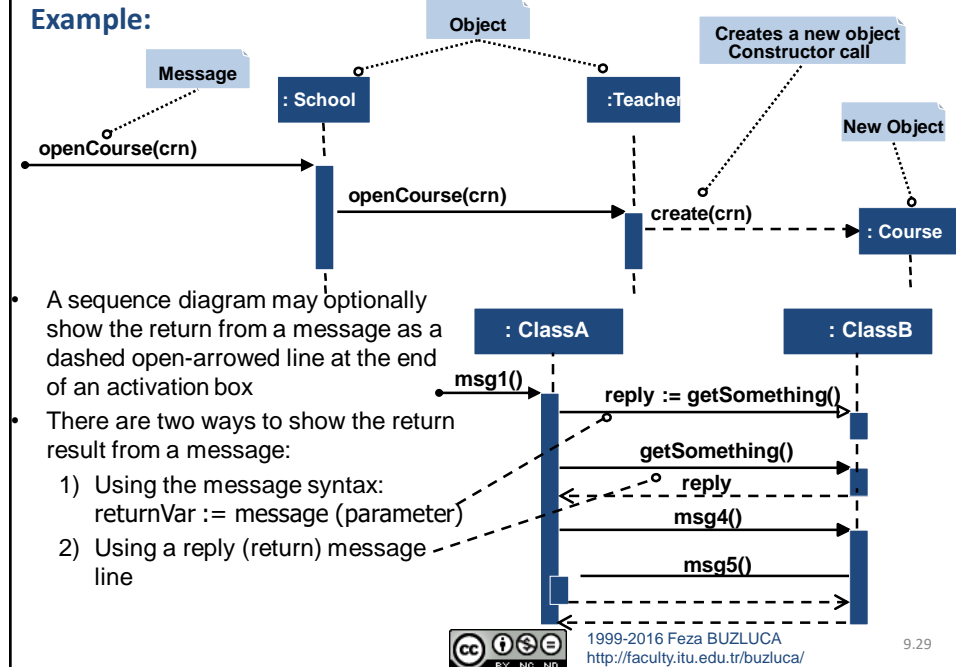 Example:
Object
Creates a new object
Constructor call
Message
: School
:Teacher
New Object
openCourse(crn)
openCourse(crn)
create(crn)
: Course
• A sequence diagram may optionally
show the return from a message as a
dashed open-arrowed line at the end
of an activation box
• There are two ways to show the return
result from a message:
1) Using the message syntax:
returnVar := message (parameter)
2) Using a reply (return) message
line
: ClassA
: ClassB
msg1()
reply := getSomething()
getSomething()
reply
msg4()
msg5()
cc
BY NC ND
1999-2016 Feza BUZLUCA
http://faculty.itu.edu.tr/buzluca/
9.29